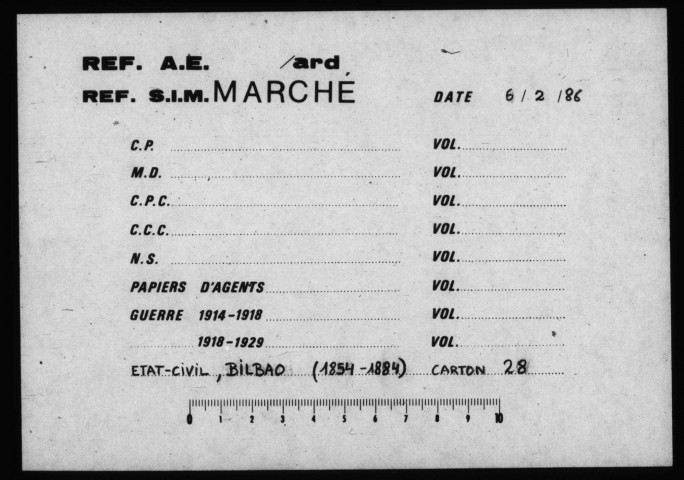 REF. A.E. /ard
REF. S.I.M. MARCHÉ DATE 6 / 2 / 86
C.P. VOL.
M.D. VOL.
C.P.C. VOL.
C.C.C. VOL.
N.S. VOL.
PAPIERS D'AGENTS VOL.
GUERRE 1914-1918 VOL.
1918-1929 VOL.
ETAT-CIVIL, BILBAO (1854-1884) CARTON 28
0 1 2 3 4 5 6 7 8 9 10